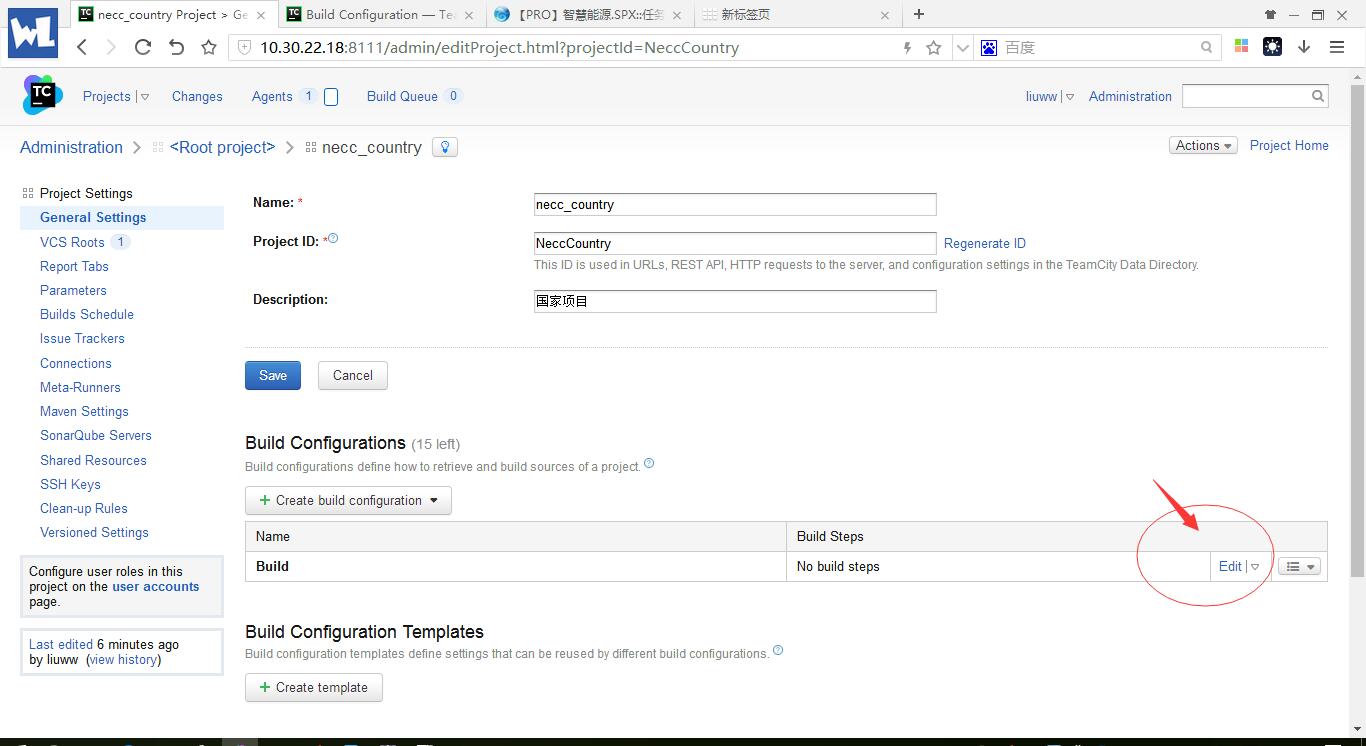 WL
TC necc_country Project > Ge
TC Build Configuration — Te
【PRO】智慧能源.SPX::任务
新标签页
10.30.22.18:8111/admin/editProject.html?projectId=NeccCountry
百度
TC Projects Changes Agents 1 Build Queue 0 liuww Administration
Administration <Root project> necc_country Actions Project Home
Project Settings
General Settings
VCS Roots 1
Report Tabs
Parameters
Builds Schedule
Issue Trackers
Connections
Meta-Runners
Maven Settings
SonarQube Servers
Shared Resources
SSH Keys
Clean-up Rules
Versioned Settings
Configure user roles in this
project on the user accounts
page.
Last edited 6 minutes ago
by liuww (view history)
Name: * necc_country
Project ID: * NeccCountry Regenerate ID
This ID is used in URLs, REST API, HTTP requests to the server, and configuration settings in the TeamCity Data Directory.
Description: 国家项目
Save Cancel
Build Configurations (15 left)
Build configurations define how to retrieve and build sources of a project.
+ Create build configuration
Name Build Steps
Build No build steps Edit
Build Configuration Templates
Build configuration templates define settings that can be reused by different build configurations.
+ Create template